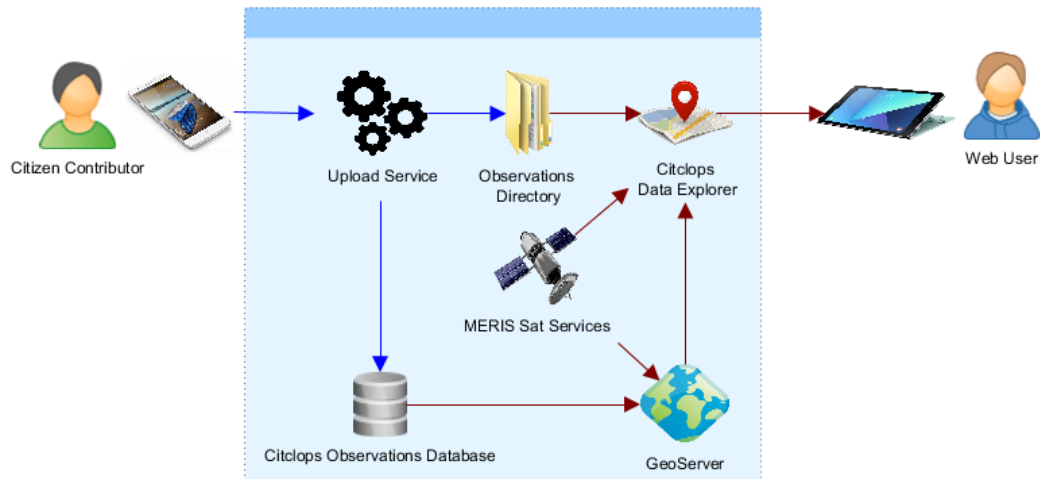 Citizen Contributor
Upload Service
Observations
Directory
Citclops
Data Explorer
Web User
MERIS Sat Services
Citclops Observations Database
GeoServer